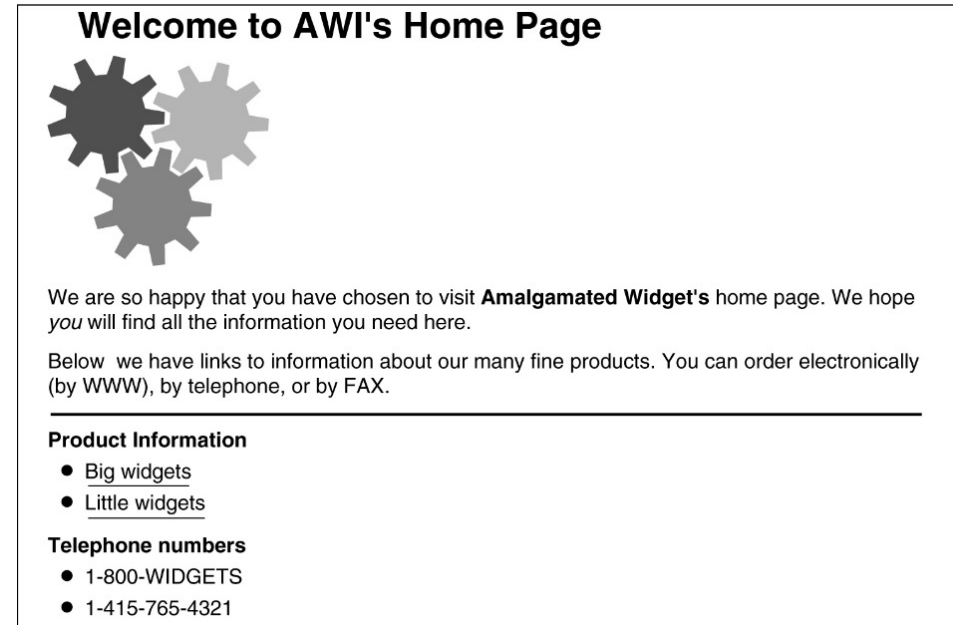 Welcome to AWI's Home Page
We are so happy that you have chosen to visit Amalgamated Widget's home page. We hope
you will find all the information you need here.
Below we have links to information about our many fine products. You can order electronically
(by WWW), by telephone, or by FAX.
Product Information
● Big widgets
● Little widgets
Telephone numbers
● 1-800-WIDGETS
● 1-415-765-4321